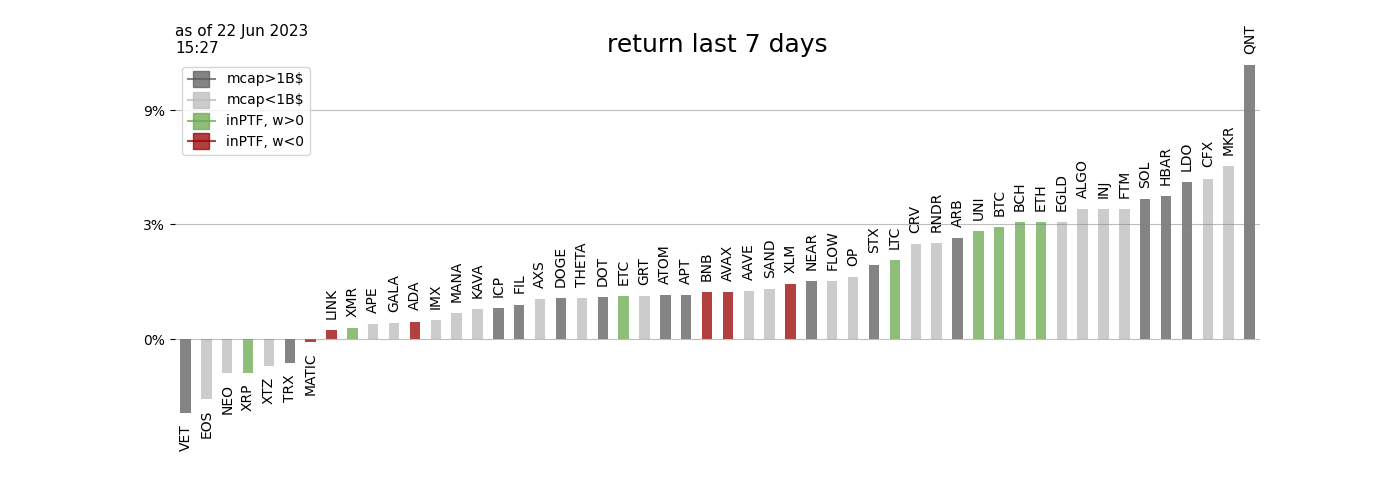 as of 22 Jun 2023
15:27
return last 7 days
mcap>1B$
mcap<1B$
inPTF, w>0
inPTF, w<0
9%
3%
0%
VET
EOS
NEO
XRP
XTZ
TRX
MATIC
LINK
XMR
APE
GALA
ADA
IMX
MANA
KAVA
ICP
FIL
AXS
DOGE
THETA
DOT
ETC
GRT
ATOM
APT
BNB
AVAX
AAVE
SAND
XLM
NEAR
FLOW
OP
STX
LTC
CRV
RNDR
ARB
UNI
BTC
BCH
ETH
EGLD
ALGO
INJ
FTM
SOL
HBAR
LDO
CFX
MKR
QNT